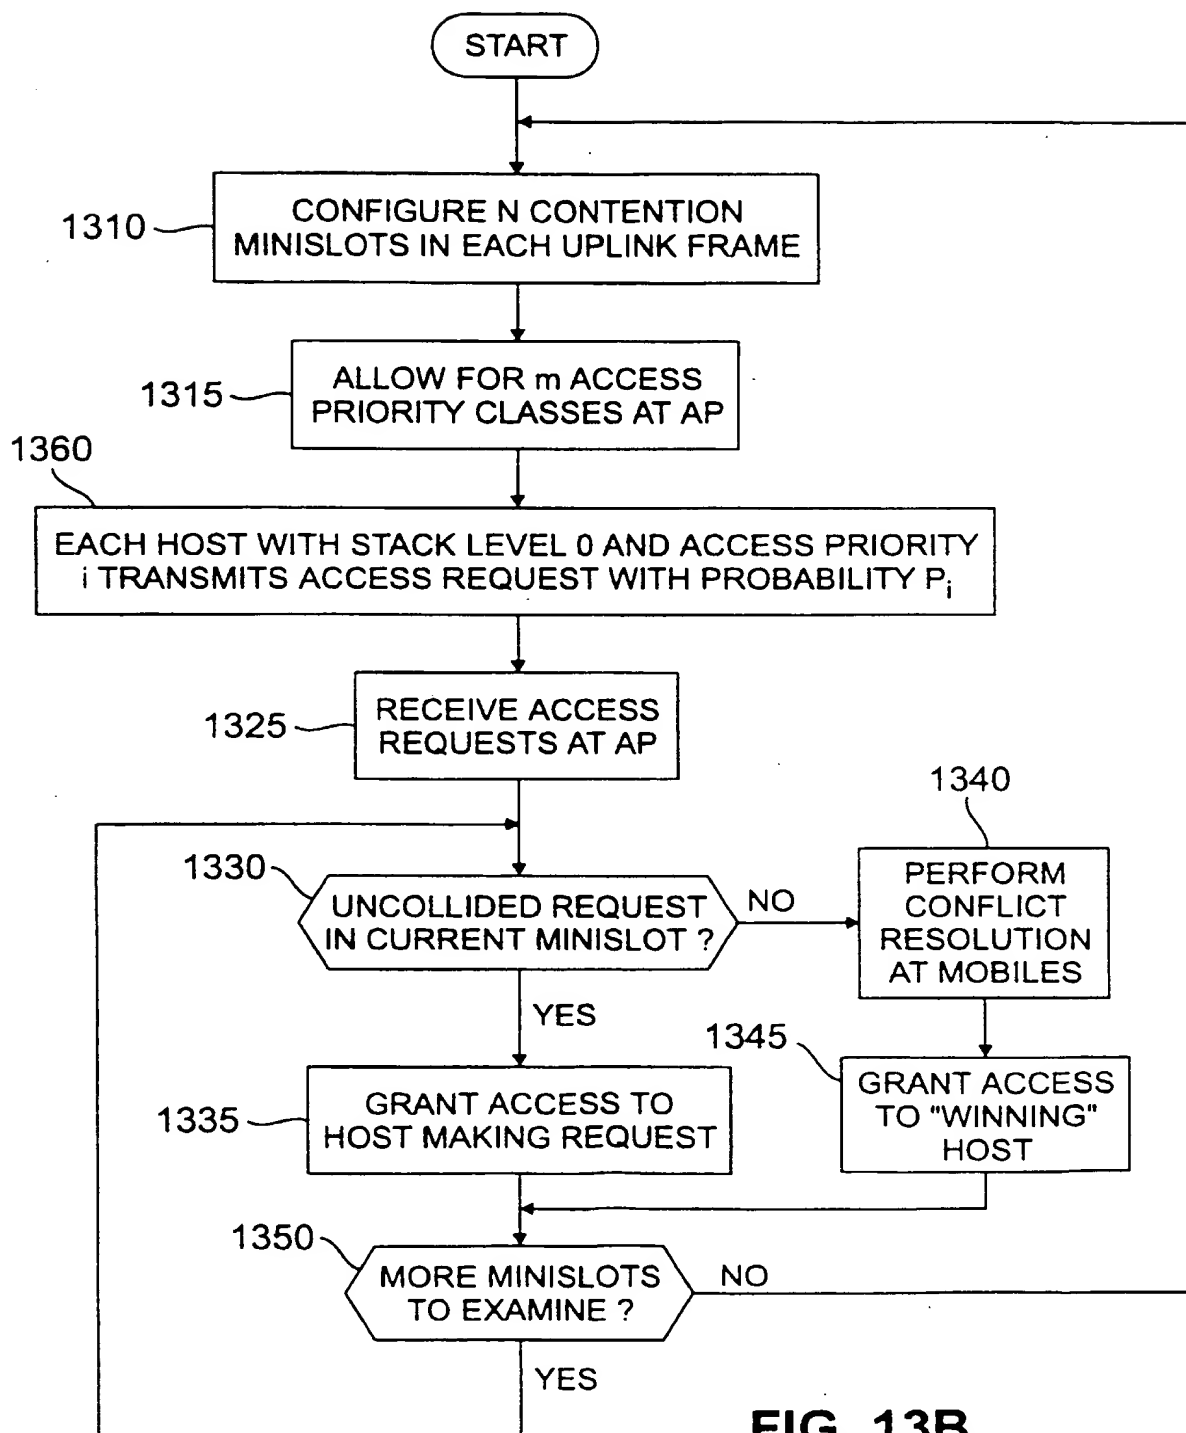 START
1310
CONFIGURE N CONTENTION
MINISLOTS IN EACH UPLINK FRAME
1315
ALLOW FOR m ACCESS
PRIORITY CLASSES AT AP
1360
EACH HOST WITH STACK LEVEL 0 AND ACCESS PRIORITY
i TRANSMITS ACCESS REQUEST WITH PROBABILITY Pi
1325
RECEIVE ACCESS
REQUESTS AT AP
1330
UNCOLLIDED REQUEST
IN CURRENT MINISLOT ?
NO
1340
PERFORM
CONFLICT
RESOLUTION
AT MOBILES
YES
1335
GRANT ACCESS TO
HOST MAKING REQUEST
1345
GRANT ACCESS
TO "WINNING"
HOST
1350
MORE MINISLOTS
TO EXAMINE ?
NO
YES
FIG. 13B